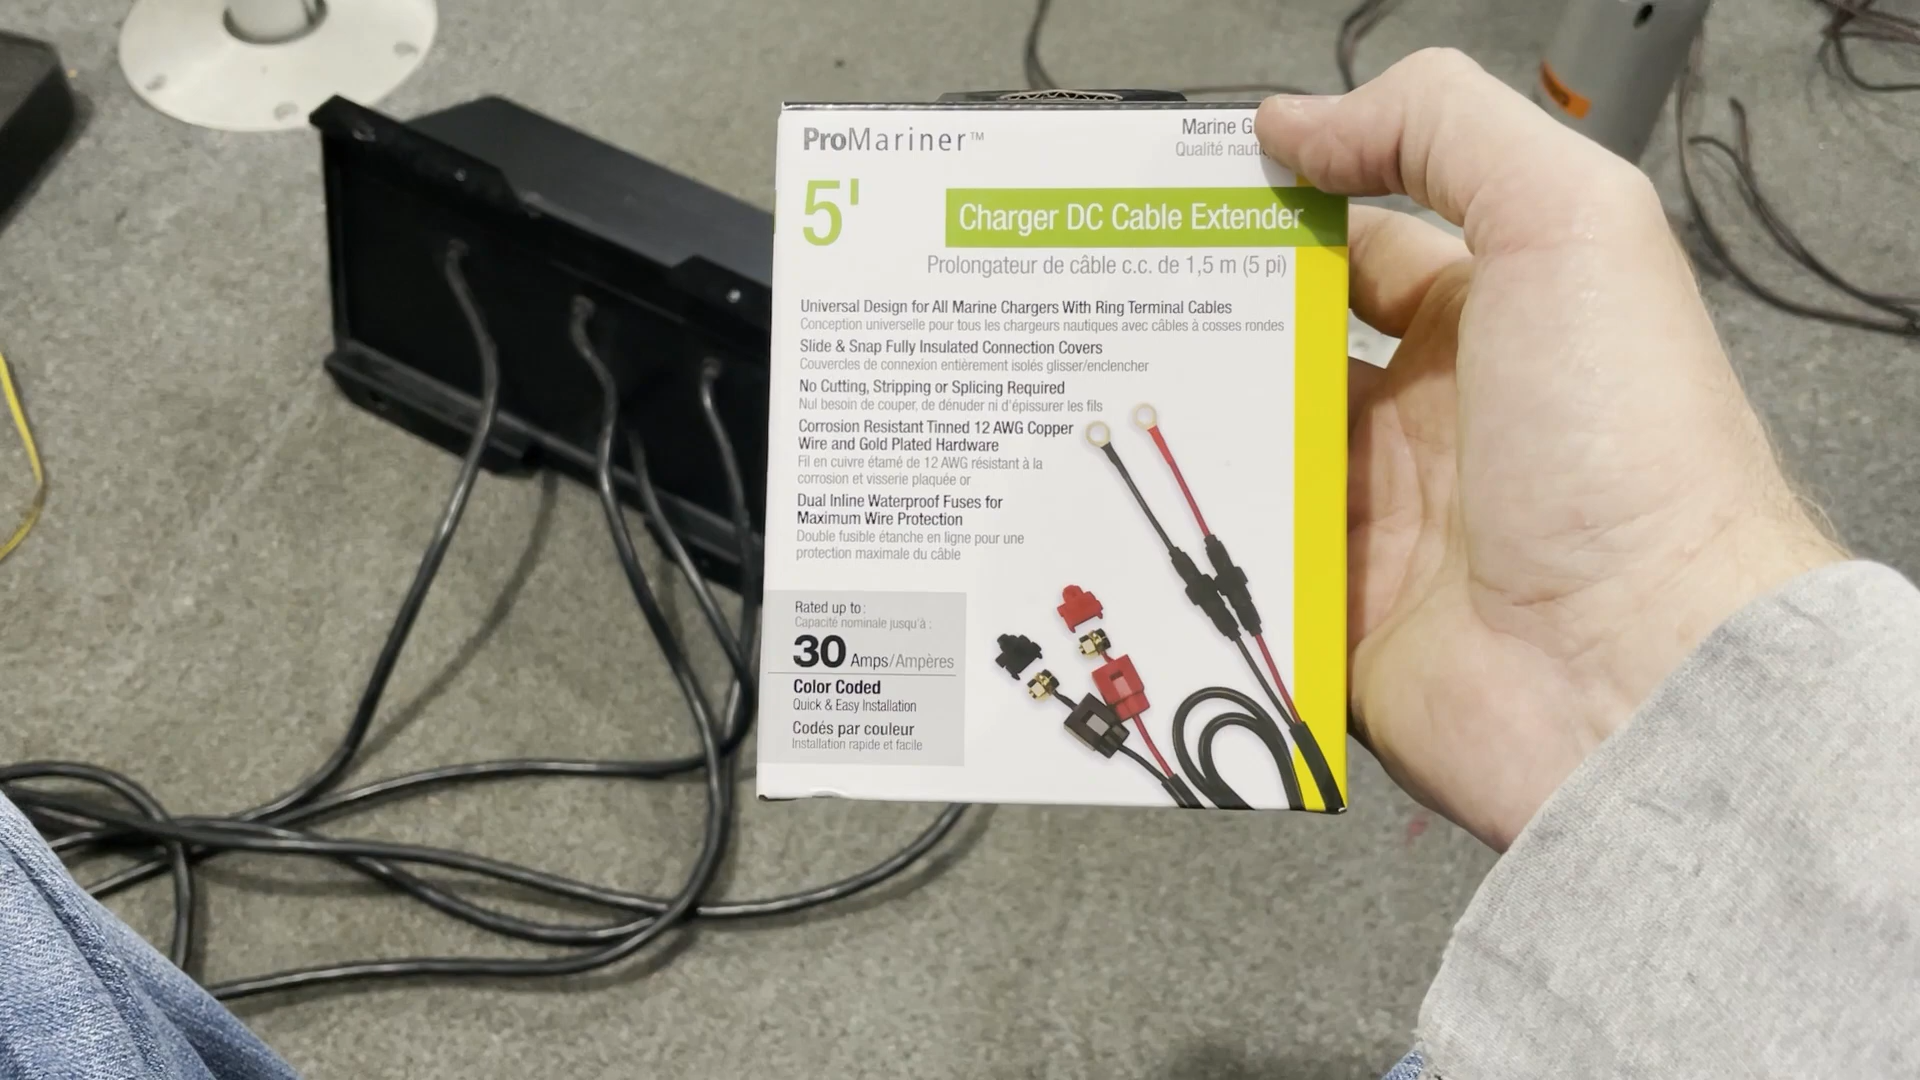 ProMariner™
Marine
Qualité
5'
Charger DC Cable Extender
Prolongateur de câble c.c. de 1,5 m (5 pi)
Universal Design for All Marine Chargers With Ring Terminal Cables
Conception universelle pour tous les chargeurs nautiques avec câbles à cosses rondes
Slide & Snap Fully Insulated Connection Covers
Couvercles de connexion entièrement isolés glisser/enclencher
No Cutting, Stripping or Splicing Required
Nul besoin de couper, de dénuder ni d'épissurer les fils
Corrosion Resistant Tinned 12 AWG Copper
Wire and Gold Plated Hardware
Fil en cuivre étamé de 12 AWG résistant à la
corrosion et visserie plaquée or
Dual Inline Waterproof Fuses for
Maximum Wire Protection
Double fusible étanche en ligne pour une
protection maximale du câble
Rated up to:
Capacité nominale jusqu'à :
30 Amps/Ampères
Color Coded
Quick & Easy Installation
Codés par couleur
Installation rapide et facile